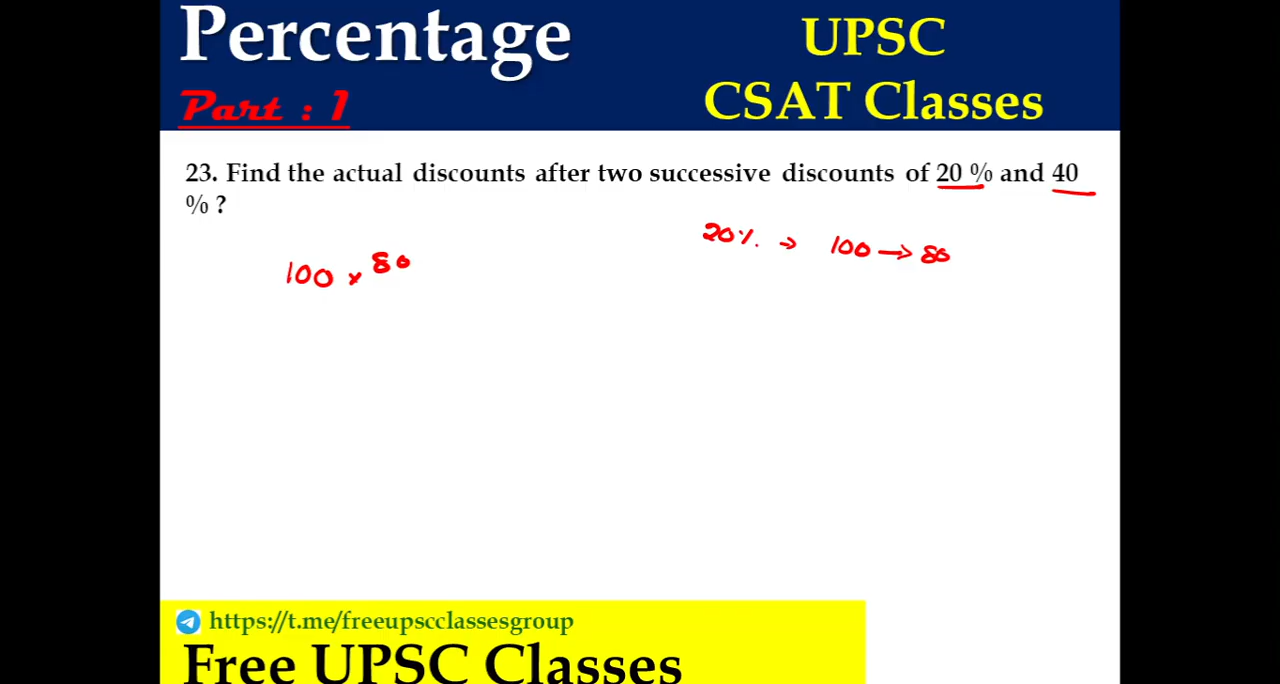 Percentage
Part : 1
UPSC
CSAT Classes
23. Find the actual discounts after two successive discounts of 20 % and 40
% ?
20% → 100 → 80
100 × 80
https://t.me/freeupscclassesgroup
Free UPSC Classes